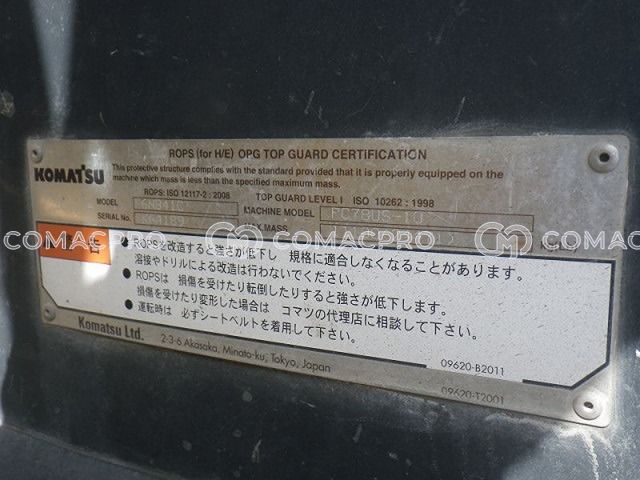 ROPS (for H/E) OPG TOP GUARD CERTIFICATION
KOMATSU
This protective structure complies with the standard provided that it is properly equipped on the
machine which mass is less than the specified maximum mass.
ROPS: ISO 12117-2 : 2008 TOP GUARD LEVEL I ISO 10262 : 1998
MODEL MACHINE MODEL PC78US-10
SERIAL No. MAX.MASS
COMACPRO COMACPRO COMACPRO
● ROPSを改造すると強さが低下し 規格に適合しなくなることがあります。
溶接やドリルによる改造は行わないでください。
● ROPSは 損傷を受けたり転倒したりすると強さが低下します。
損傷を受けたり変形した場合は コマツの代理店に相談して下さい。
● 運転時は 必ずシートベルトを着用して下さい。
Komatsu Ltd. 2-3-6 Akasaka, Minato-ku, Tokyo, Japan
09620-B2011
09620-T2001